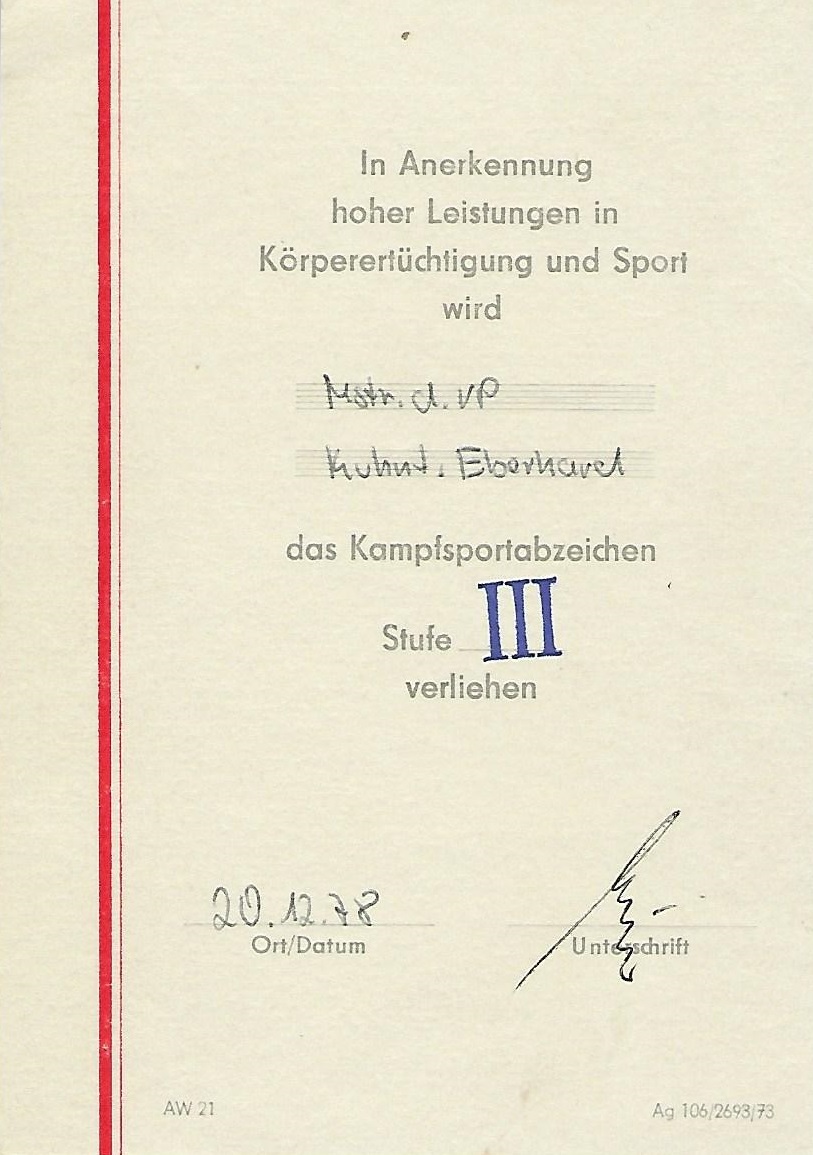 In Anerkennung
hoher Leistungen in
Körperertüchtigung und Sport
wird
Mstr. d. VP
Kuhnt, Eberhard
das Kampfsportabzeichen
Stufe III
verliehen
20.12.78
Ort/Datum
Unterschrift
AW 21
Ag 106/2693/73